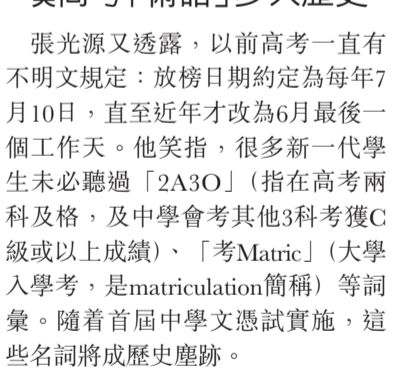 張光源又透露，以前高考一直有
不明文規定：放榜日期約定為每年7
月10日，直至近年才改為6月最後一
個工作天。他笑指，很多新一代學
生未必聽過「2A3O」（指在高考兩
科及格，及中學會考其他3科考獲C
級或以上成績）、「考Matric」（大學
入學考，是matriculation簡稱）等詞
彙。隨着首屆中學文憑試實施，這
些名詞將成歷史塵跡。